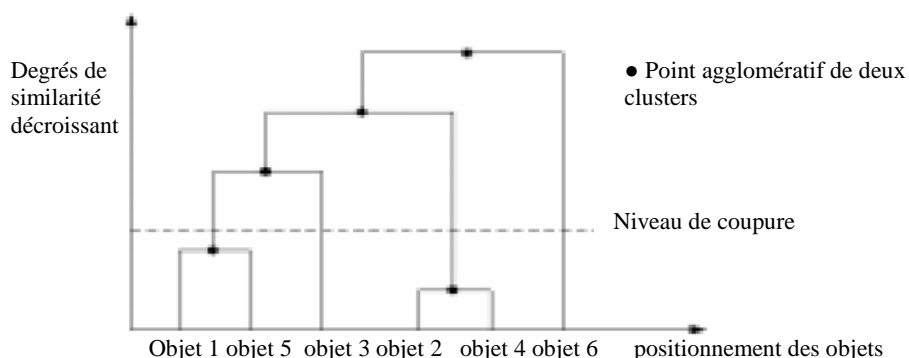 Degrés de
similarité
décroissant
● Point agglomératif de deux
clusters
Niveau de coupure
Objet 1 objet 5 objet 3 objet 2 objet 4 objet 6 positionnement des objets